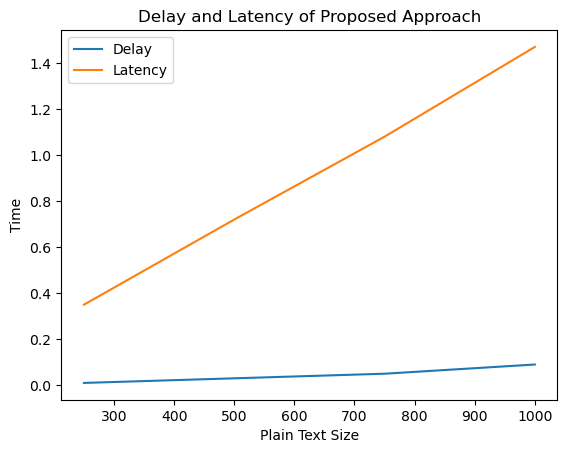 Delay and Latency of Proposed Approach
Delay
Latency
1.4
1.2
1.0
0.8
0.6
0.4
0.2
0.0
Time
300 400 500 600 700 800 900 1000
Plain Text Size